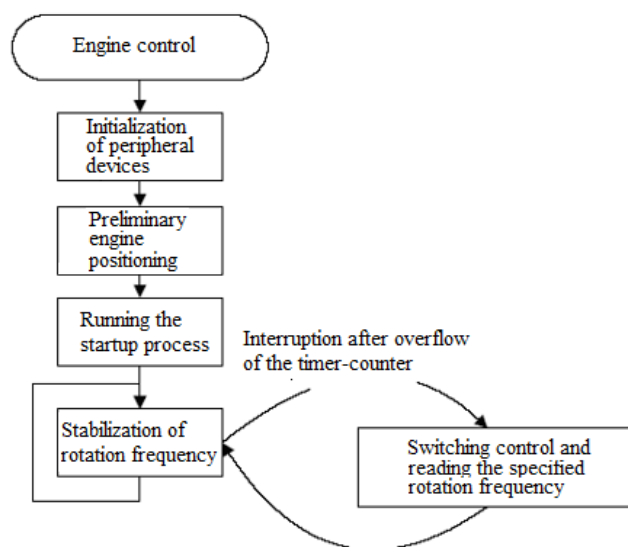 Engine control
Initialization
of peripheral
devices
Preliminary
engine
positioning
Running the
startup process
Interruption after overflow
of the timer-counter
Stabilization of
rotation frequency
Switching control and
reading the specified
rotation frequency